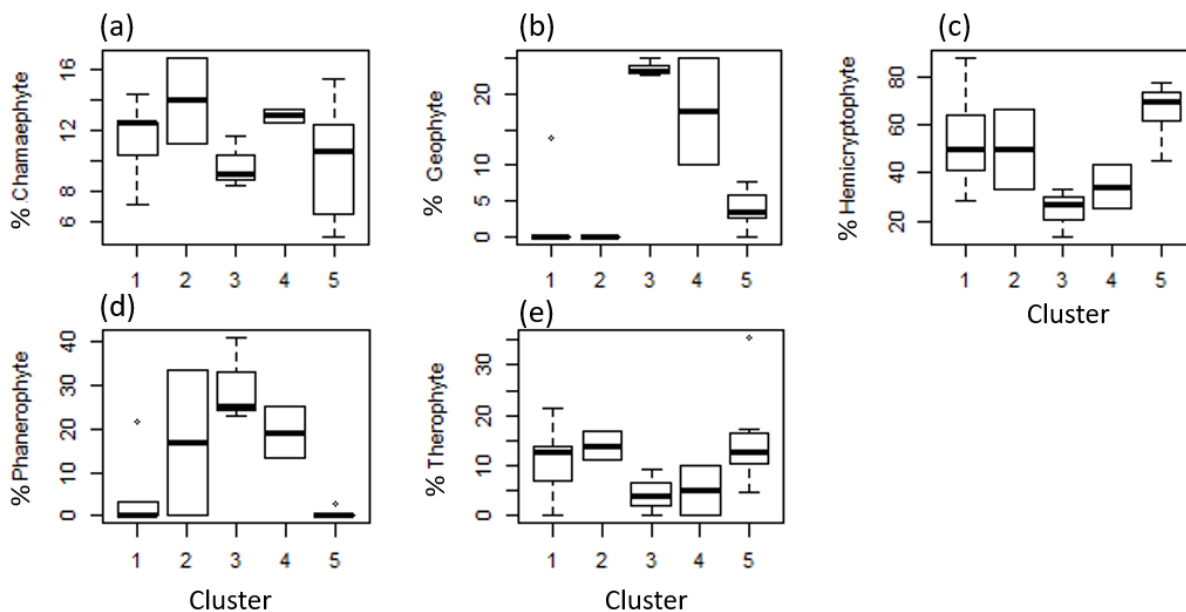 (a)
% Chamaephyte
16
12
8
6
1 2 3 4 5
(b)
% Geophyte
20
10
5
0
1 2 3 4 5
(c)
% Hemicryptophyte
80
60
40
20
1 2 3 4 5
Cluster
(d)
% Phanerophyte
40
30
20
10
0
1 2 3 4 5
Cluster
(e)
% Therophyte
30
20
10
0
1 2 3 4 5
Cluster